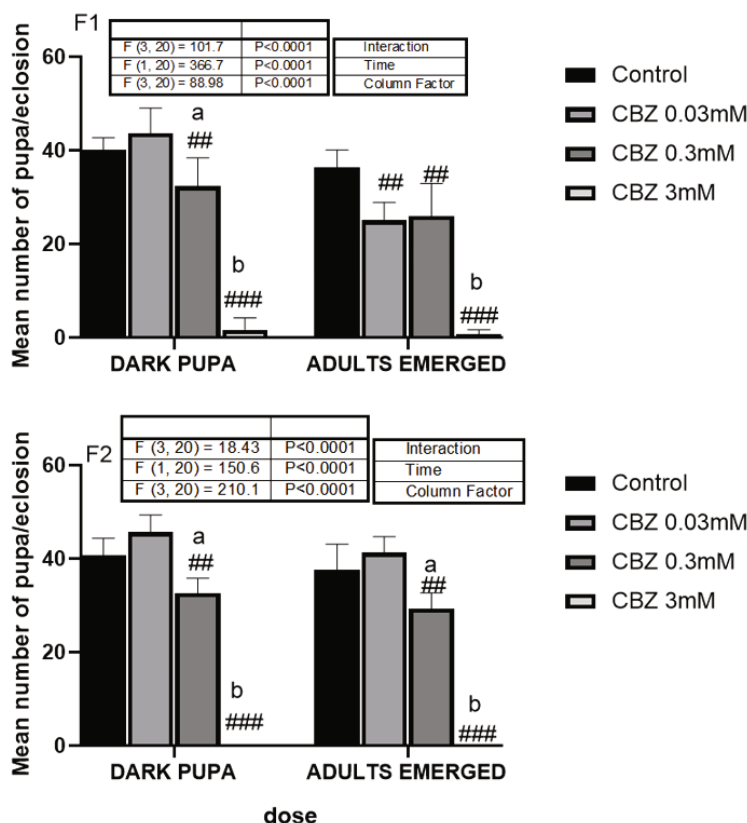 F1
F (3, 20) = 101.7 P<0.0001 Interaction
F (1, 20) = 366.7 P<0.0001 Time
F (3, 20) = 88.98 P<0.0001 Column Factor
Mean number of pupa/eclosion
60
40
20
0
a
##
b
###
##
##
b
###
DARK PUPA ADULTS EMERGED
Control
CBZ 0.03mM
CBZ 0.3mM
CBZ 3mM
F2
F (3, 20) = 18.43 P<0.0001 Interaction
F (1, 20) = 150.6 P<0.0001 Time
F (3, 20) = 210.1 P<0.0001 Column Factor
Mean number of pupa/eclosion
60
40
20
0
a
##
b
###
a
##
b
###
DARK PUPA ADULTS EMERGED
Control
CBZ 0.03mM
CBZ 0.3mM
CBZ 3mM
dose